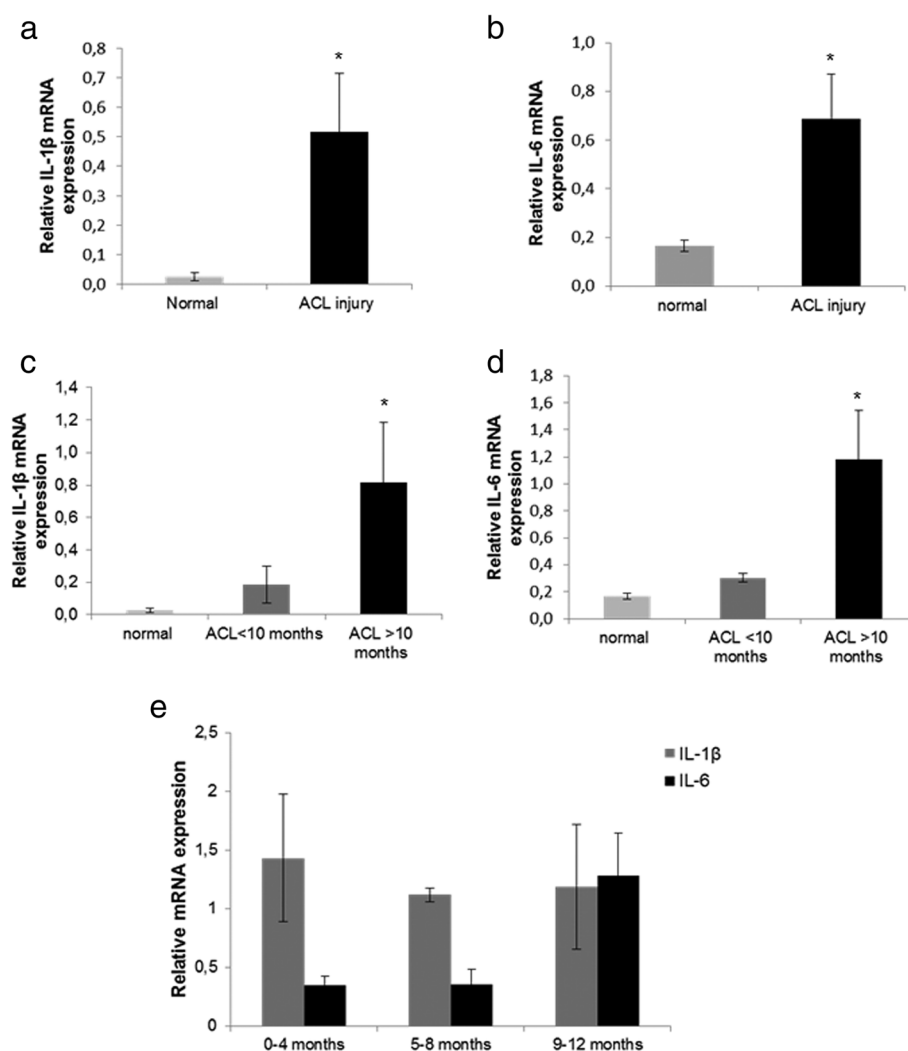 a
Relative IL-1β mRNA
expression
0,8
0,7
0,6
0,5
0,4
0,3
0,2
0,1
0,0
*
Normal
ACL injury
b
Relative IL-6 mRNA
expression
1,0
0,8
0,6
0,4
0,2
0,0
*
normal
ACL injury
c
Relative IL-1β mRNA
expression
1,4
1,2
1,0
0,8
0,6
0,4
0,2
0,0
*
normal
ACL<10 months
ACL >10
months
d
Relative IL-6 mRNA
expression
1,8
1,6
1,4
1,2
1,0
0,8
0,6
0,4
0,2
0,0
*
normal
ACL <10
months
ACL >10
months
e
Relative mRNA expression
2,5
2
1,5
1
0,5
0
IL-1β
IL-6
0-4 months
5-8 months
9-12 months